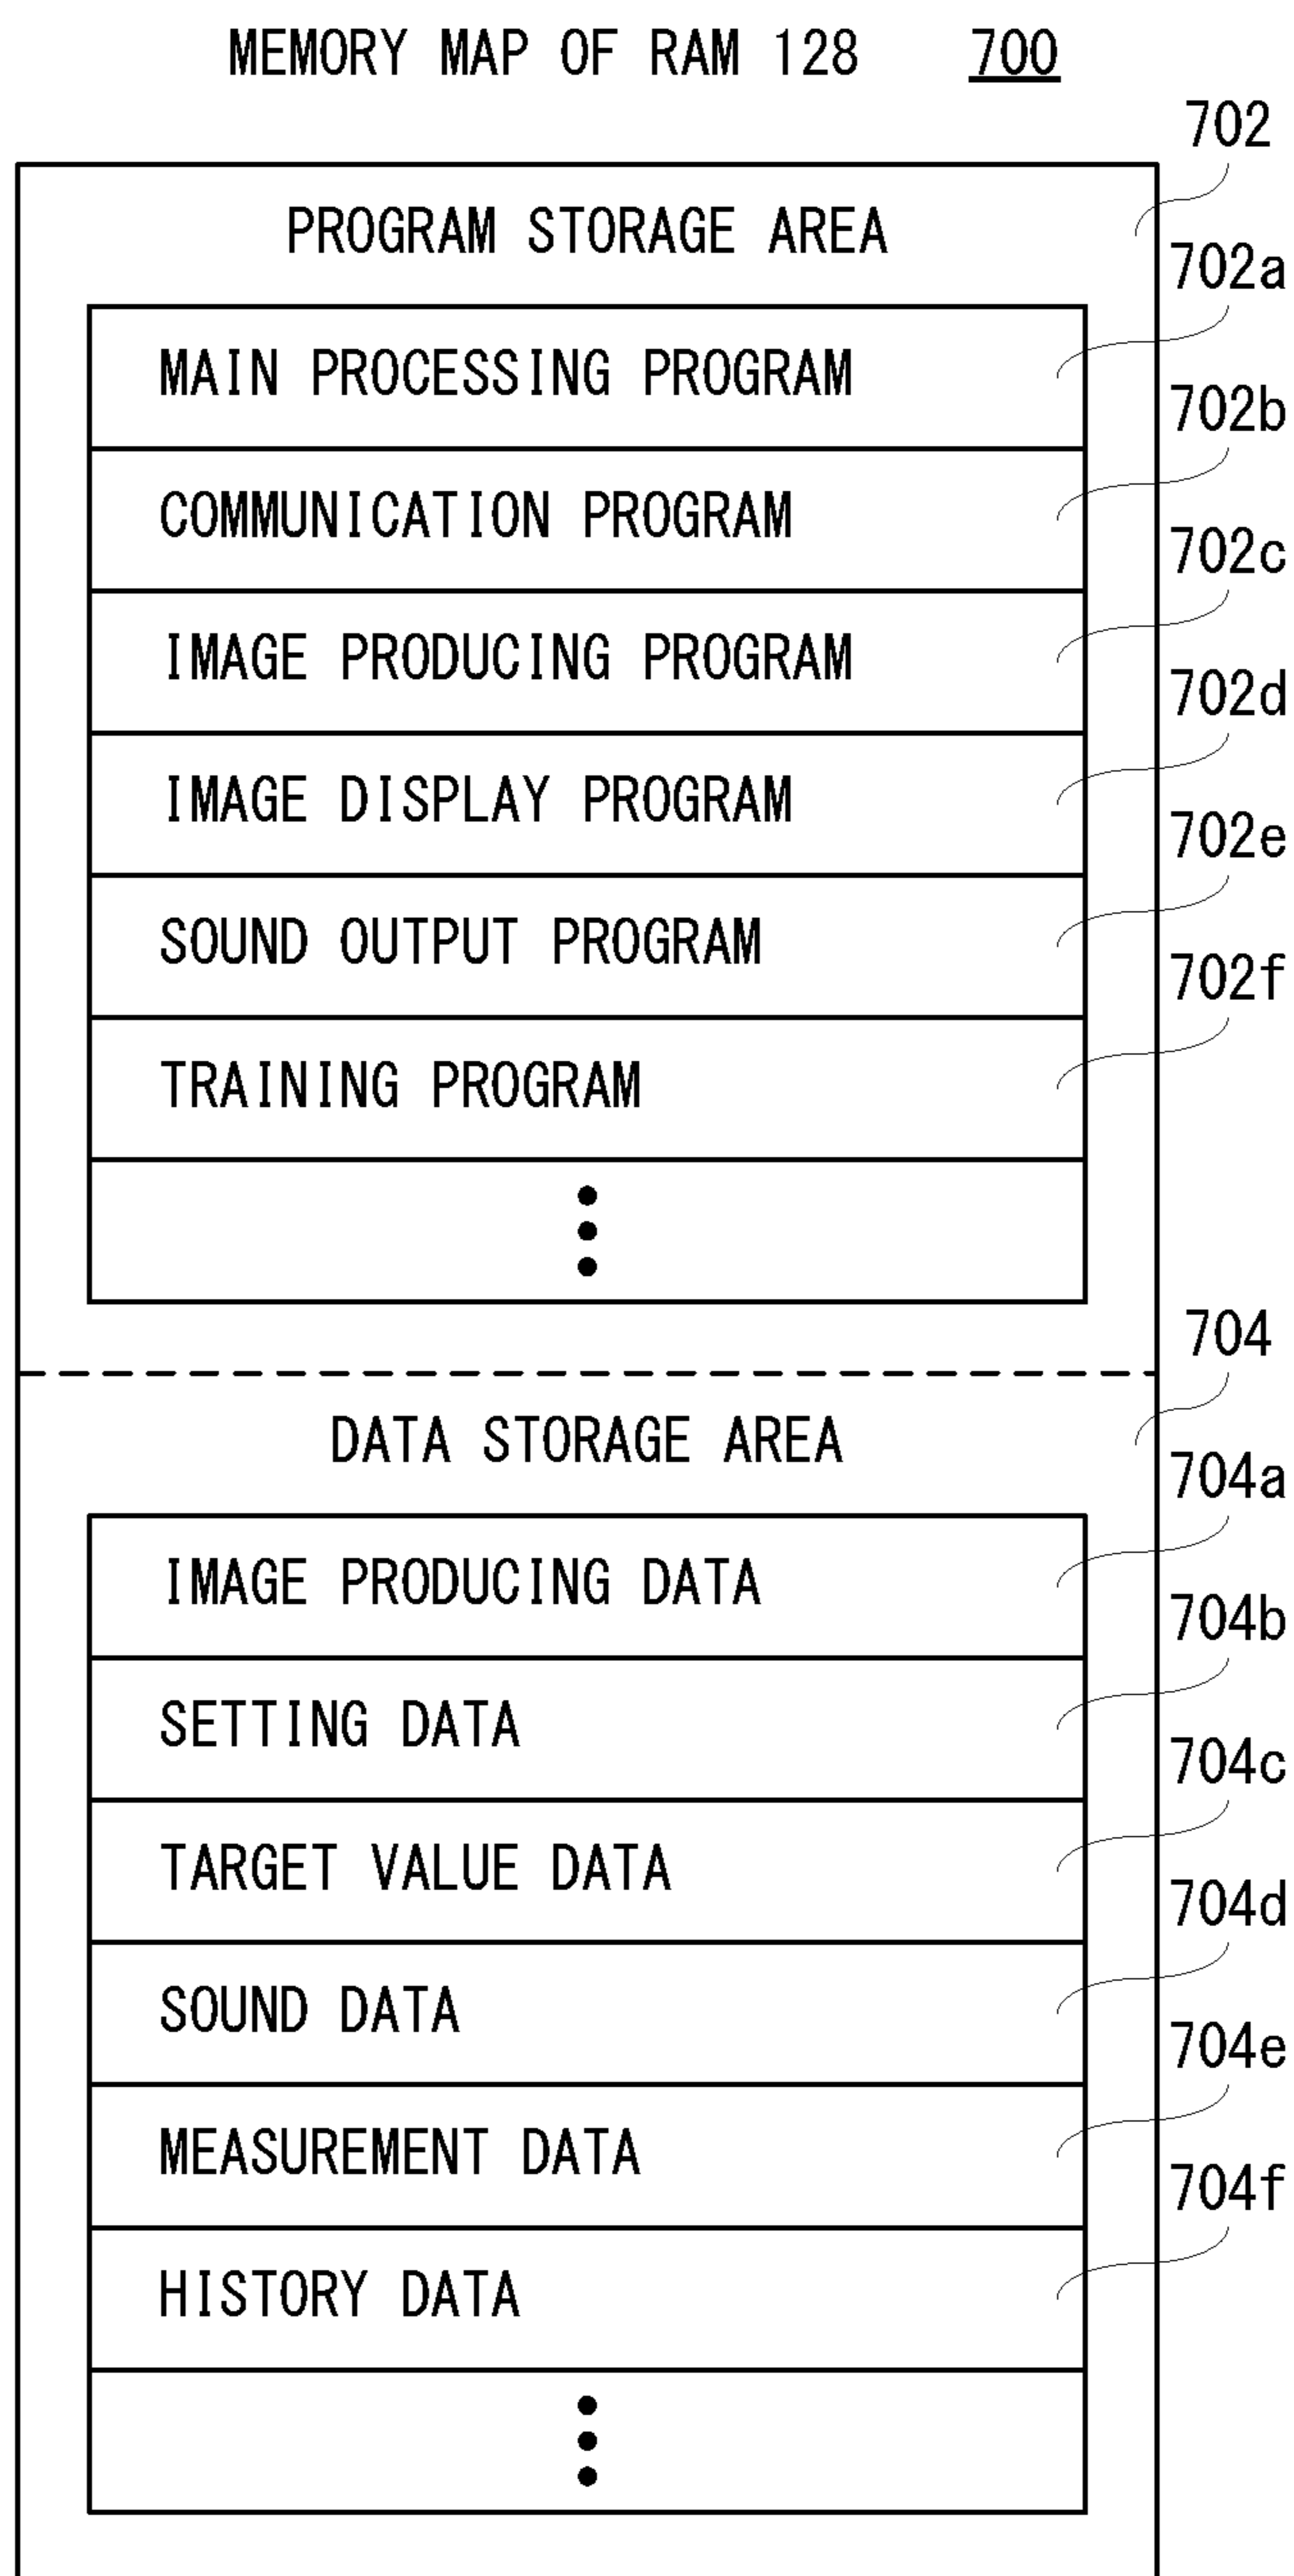 MEMORY MAP OF RAM 128 700
702
PROGRAM STORAGE AREA
702a
MAIN PROCESSING PROGRAM
702b
COMMUNICATION PROGRAM
702c
IMAGE PRODUCING PROGRAM
702d
IMAGE DISPLAY PROGRAM
702e
SOUND OUTPUT PROGRAM
702f
TRAINING PROGRAM
704
DATA STORAGE AREA
704a
IMAGE PRODUCING DATA
704b
SETTING DATA
704c
TARGET VALUE DATA
704d
SOUND DATA
704e
MEASUREMENT DATA
704f
HISTORY DATA